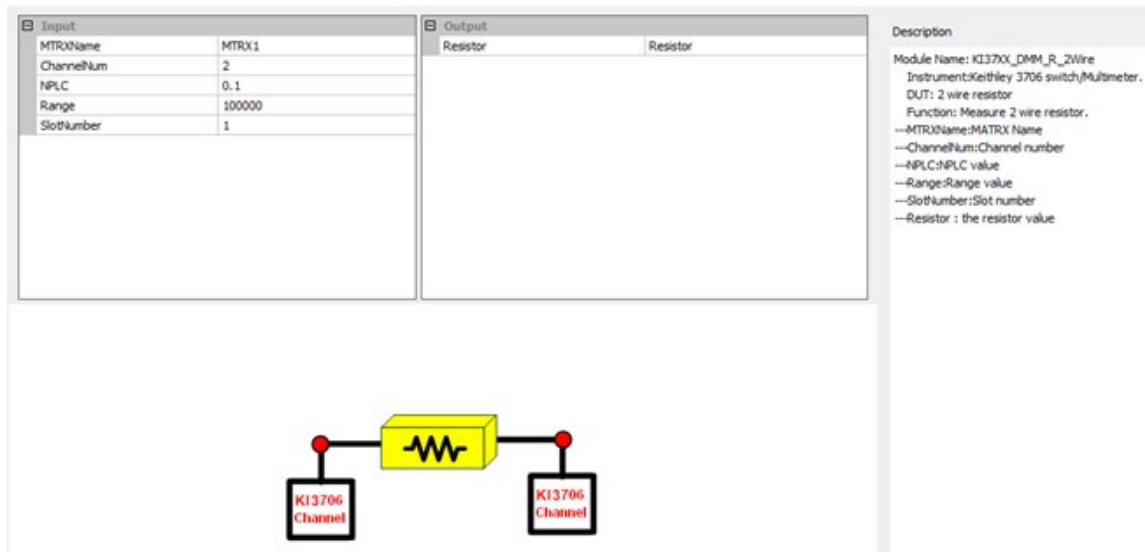 Input
MTRXName MTRX1
ChannelNum 2
NPLC 0.1
Range 100000
SlotNumber 1
Output
Resistor Resistor
Description
Module Name: KI37XX_DMM_R_2Wire
Instrument:Keithley 3706 switch/Multimeter.
DUT: 2 wire resistor
Function: Measure 2 wire resistor.
---MTRXName:MATRX Name
---ChannelNum:Channel number
---NPLC:NPLC value
---Range:Range value
---SlotNumber:Slot number
---Resistor : the resistor value
KI3706
Channel
KI3706
Channel